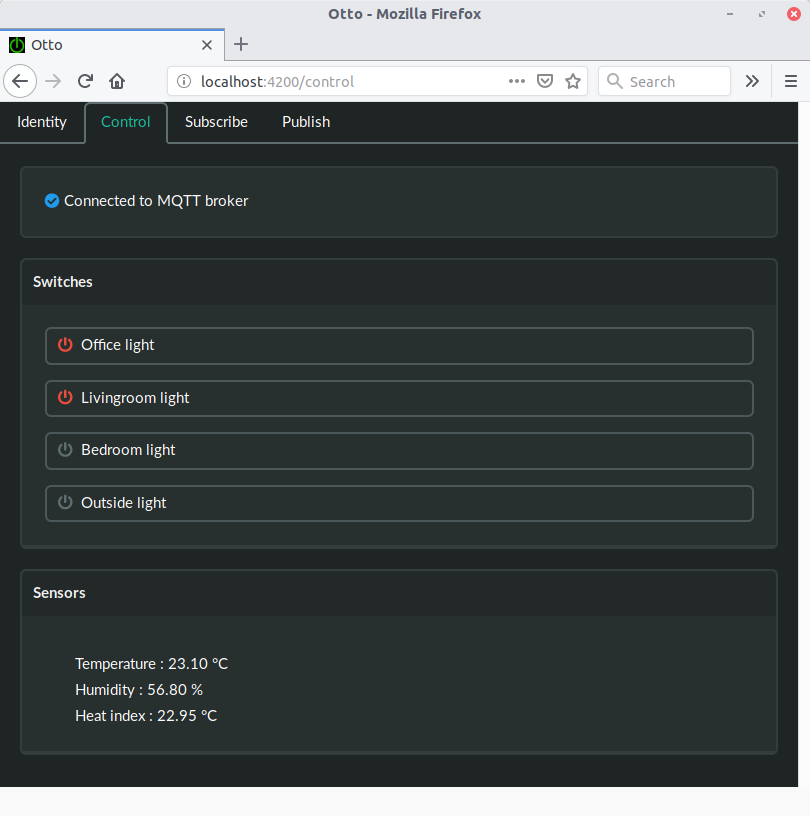 Otto - Mozilla Firefox
Otto
localhost:4200/control
Search
Identity
Control
Subscribe
Publish
Connected to MQTT broker
Switches
Office light
Livingroom light
Bedroom light
Outside light
Sensors
Temperature : 23.10 °C
Humidity : 56.80 %
Heat index : 22.95 °C